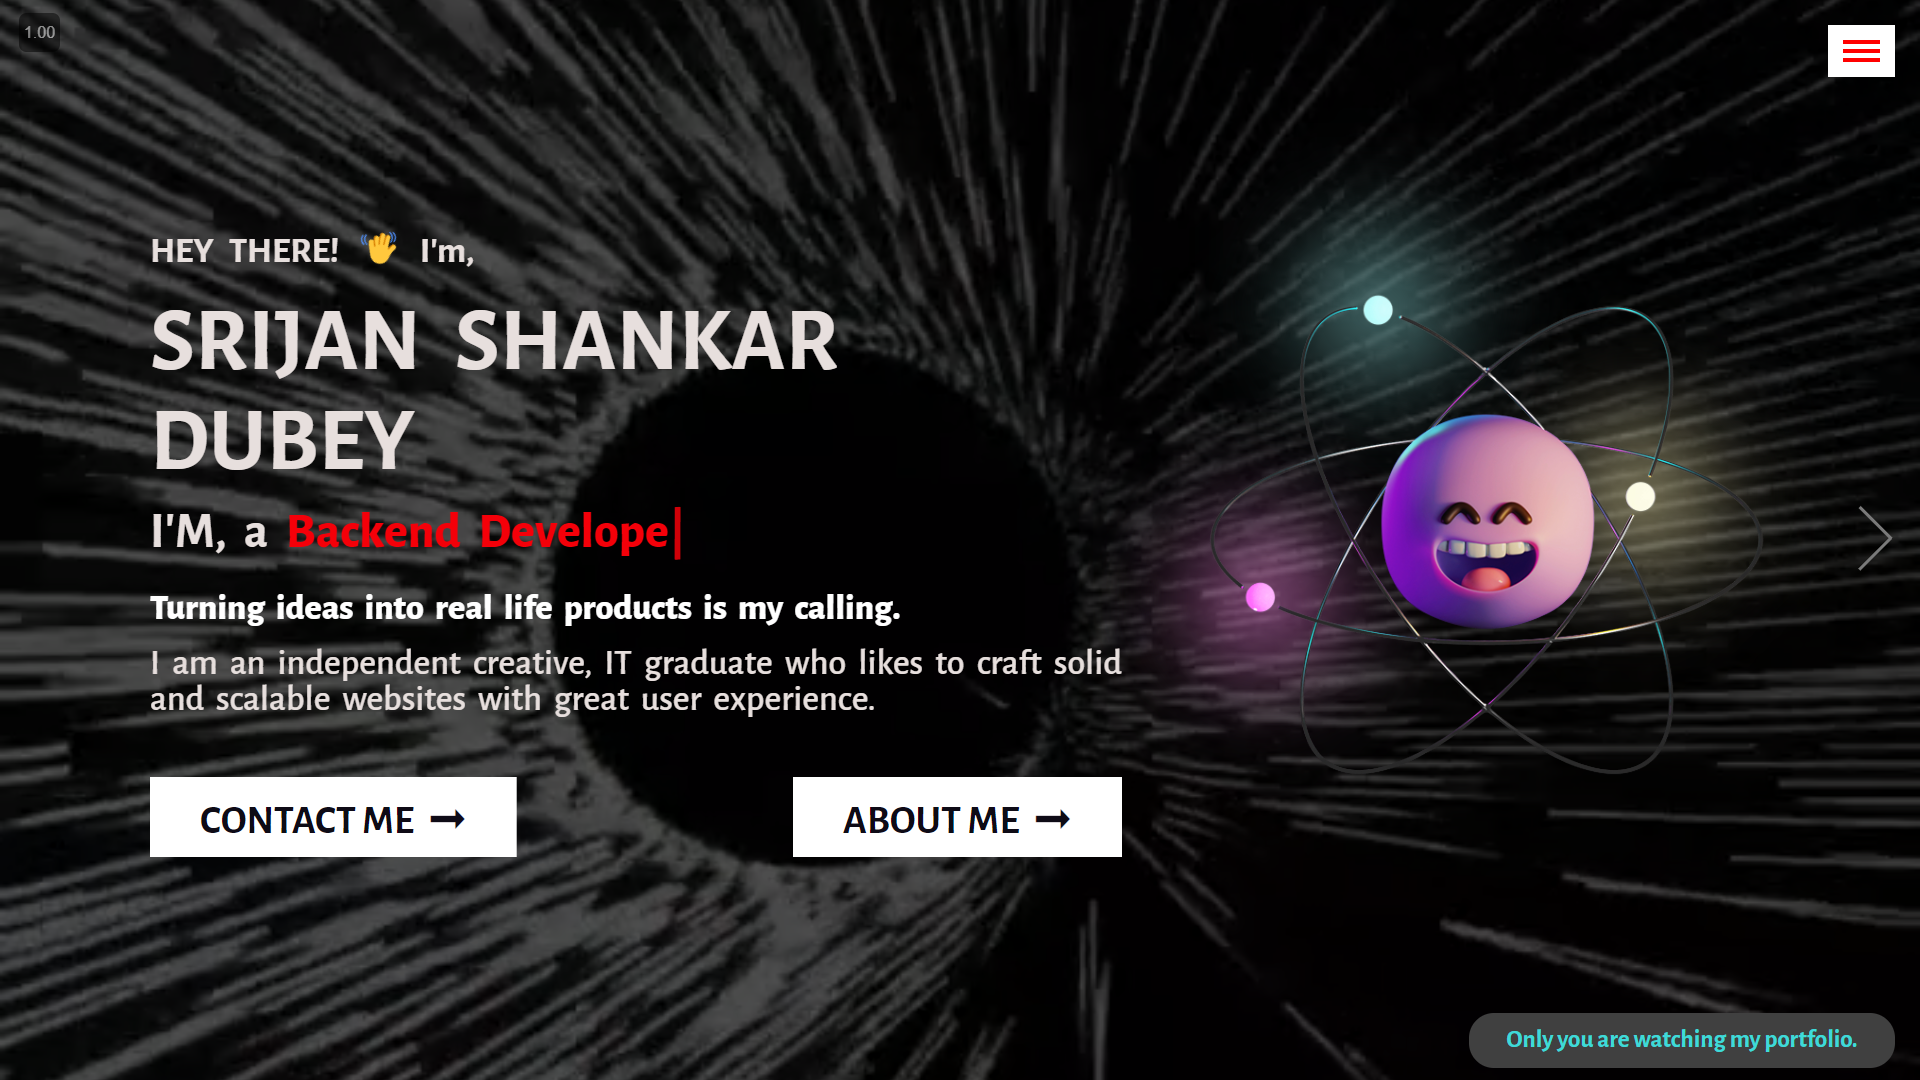 1.00
HEY THERE! 👋 I'm,
SRIJAN SHANKAR
DUBEY
I'M, a Backend Develope|
Turning ideas into real life products is my calling.
I am an independent creative, IT graduate who likes to craft solid
and scalable websites with great user experience.
CONTACT ME ➞
ABOUT ME ➞
Only you are watching my portfolio.